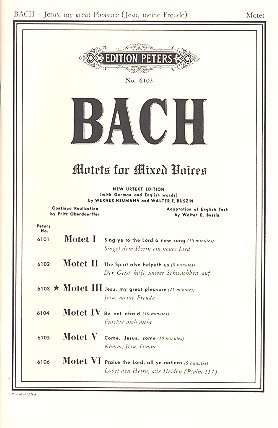 BACH — Jesus, my great Pleasure (Jesu, meine Freude) Motet
EDITION PETERS
No. 6103
BACH
Motets for Mixed Voices
NEW URTEXT EDITION
(with German and English words)
by WERNER NEUMANN and WALTER E. BUSZIN
Continuo Realization Adaptation of English Text
by Fritz Oberdoerffer by Walter E. Buszin
Peters
No.
6101 Motet I Sing ye to the Lord a new song
Singet dem Herrn ein neues Lied
6102 Motet II The Spirit also helpeth us
Der Geist hilft unsrer Schwachheit auf
6103 ★ Motet III Jesus, my great pleasure (21 minutes)
Jesu, meine Freude
6104 Motet IV Be not afraid
Fürchte dich nicht
6105 Motet V Come, Jesus, come
Komm, Jesu, komm
6106 Motet VI Praise the Lord, all ye nations
Lobet den Herrn, alle Heiden (Psalm 117)